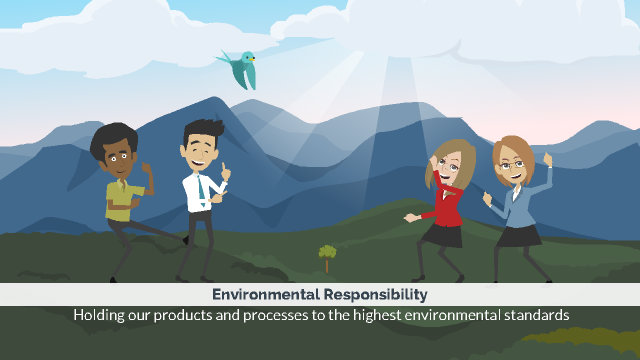 Environmental Responsibility
Holding our products and processes to the highest environmental standards